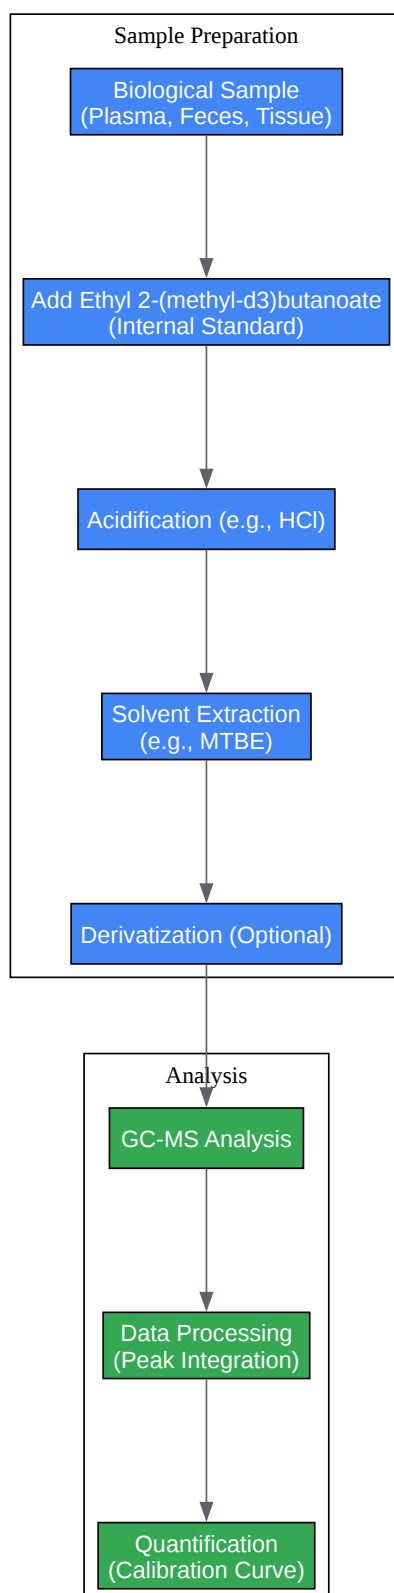 Sample Preparation
Biological Sample
(Plasma, Feces, Tissue)
Add Ethyl 2-(methyl-d3)butanoate
(Internal Standard)
Acidification (e.g., HCl)
Solvent Extraction
(e.g., MTBE)
Derivatization (Optional)
Analysis
GC-MS Analysis
Data Processing
(Peak Integration)
Quantification
(Calibration Curve)